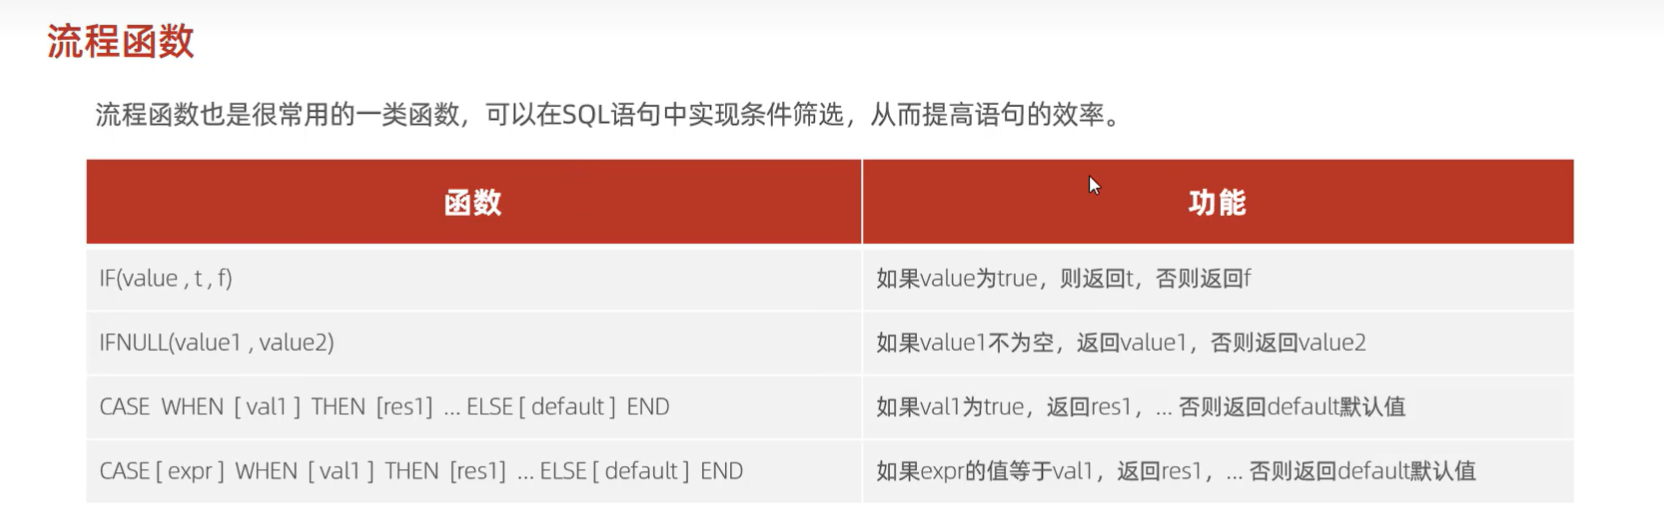 流程函数
流程函数也是很常用的一类函数，可以在SQL语句中实现条件筛选，从而提高语句的效率。
函数 功能
IF(value , t , f) 如果value为true，则返回t，否则返回f
IFNULL(value1 , value2) 如果value1不为空，返回value1，否则返回value2
CASE WHEN [ val1 ] THEN [res1] ... ELSE [ default ] END 如果val1为true，返回res1，... 否则返回default默认值
CASE [ expr ] WHEN [ val1 ] THEN [res1] ... ELSE [ default ] END 如果expr的值等于val1，返回res1，... 否则返回default默认值